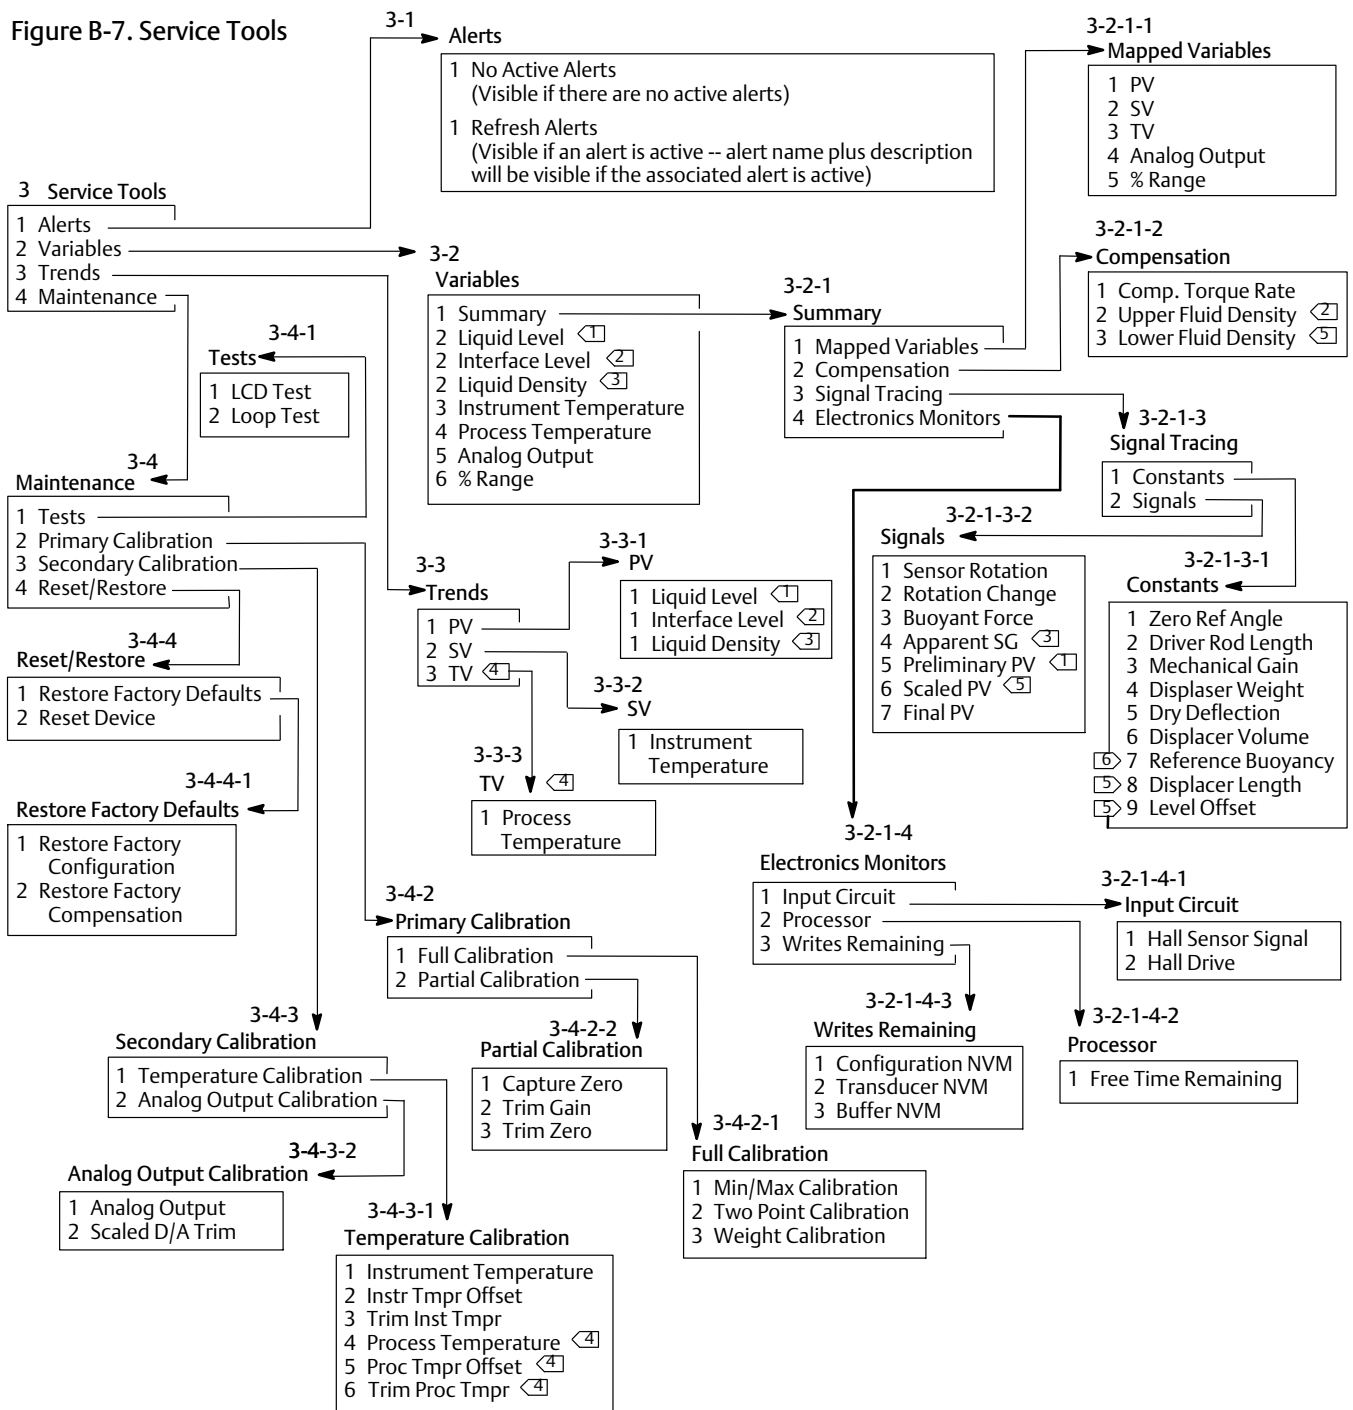 Figure B-7. Service Tools
3 Service Tools
1 Alerts
2 Variables
3 Trends
4 Maintenance
3-1
Alerts
1 No Active Alerts
(Visible if there are no active alerts)
1 Refresh Alerts
(Visible if an alert is active -- alert name plus description
will be visible if the associated alert is active)
3-2
Variables
1 Summary
2 Liquid Level 1
2 Interface Level 2
2 Liquid Density 3
3 Instrument Temperature
4 Process Temperature
5 Analog Output
6 % Range
3-2-1
Summary
1 Mapped Variables
2 Compensation
3 Signal Tracing
4 Electronics Monitors
3-2-1-1
Mapped Variables
1 PV
2 SV
3 TV
4 Analog Output
5 % Range
3-2-1-2
Compensation
1 Comp. Torque Rate
2 Upper Fluid Density 2
3 Lower Fluid Density 5
3-2-1-3
Signal Tracing
1 Constants
2 Signals
3-2-1-3-2
Signals
1 Sensor Rotation
2 Rotation Change
3 Buoyant Force
4 Apparent SG 3
5 Preliminary PV 1
6 Scaled PV 5
7 Final PV
3-2-1-3-1
Constants
1 Zero Ref Angle
2 Driver Rod Length
3 Mechanical Gain
4 Displaser Weight
5 Dry Deflection
6 Displacer Volume
6 7 Reference Buoyancy
5 8 Displacer Length
5 9 Level Offset
3-4-1
Tests
1 LCD Test
2 Loop Test
3-4
Maintenance
1 Tests
2 Primary Calibration
3 Secondary Calibration
4 Reset/Restore
3-3
Trends
1 PV
2 SV
3 TV 4
3-3-1
PV
1 Liquid Level 1
1 Interface Level 2
1 Liquid Density 3
3-3-2
SV
1 Instrument
Temperature
3-3-3
TV 4
1 Process
Temperature
3-4-4
Reset/Restore
1 Restore Factory Defaults
2 Reset Device
3-4-4-1
Restore Factory Defaults
1 Restore Factory
Configuration
2 Restore Factory
Compensation
3-2-1-4
Electronics Monitors
1 Input Circuit
2 Processor
3 Writes Remaining
3-2-1-4-1
Input Circuit
1 Hall Sensor Signal
2 Hall Drive
3-2-1-4-3
Writes Remaining
1 Configuration NVM
2 Transducer NVM
3 Buffer NVM
3-2-1-4-2
Processor
1 Free Time Remaining
3-4-2
Primary Calibration
1 Full Calibration
2 Partial Calibration
3-4-2-2
Partial Calibration
1 Capture Zero
2 Trim Gain
3 Trim Zero
3-4-2-1
Full Calibration
1 Min/Max Calibration
2 Two Point Calibration
3 Weight Calibration
3-4-3
Secondary Calibration
1 Temperature Calibration
2 Analog Output Calibration
3-4-3-2
Analog Output Calibration
1 Analog Output
2 Scaled D/A Trim
3-4-3-1
Temperature Calibration
1 Instrument Temperature
2 Instr Tmpr Offset
3 Trim Inst Tmpr
4 Process Temperature 4
5 Proc Tmpr Offset 4
6 Trim Proc Tmpr 4